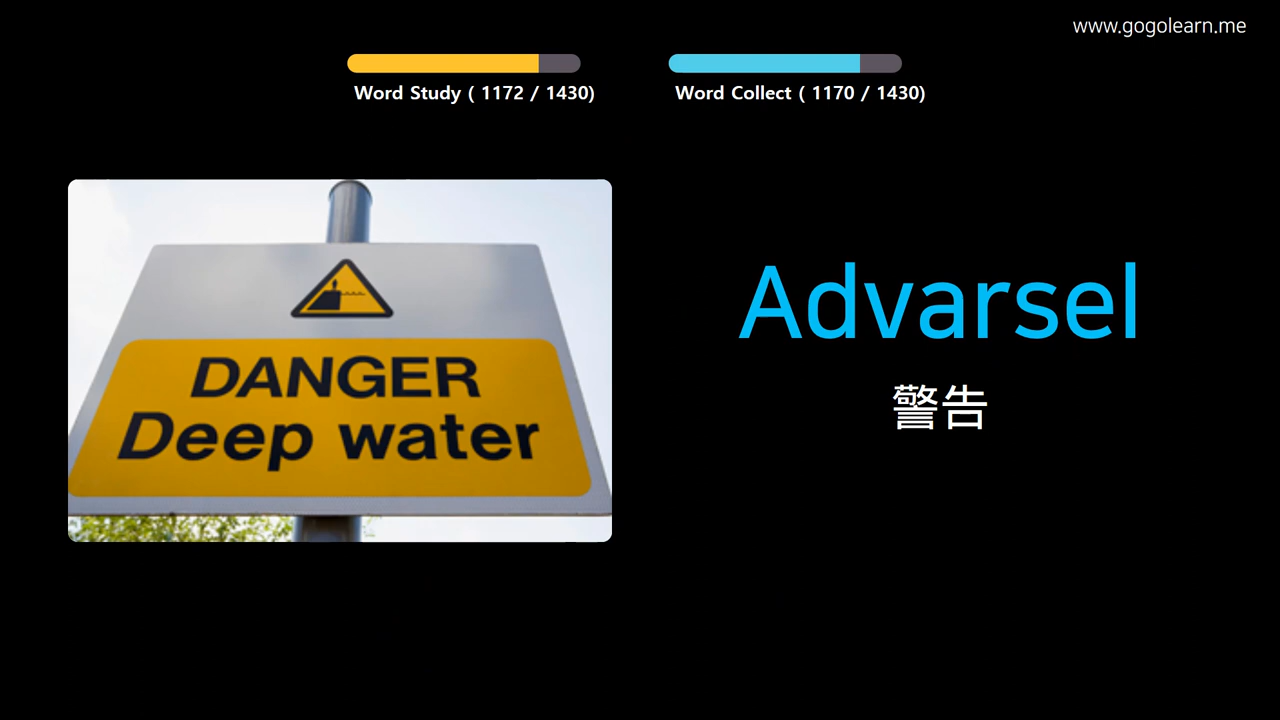 www.gogolearn.me
Word Study ( 1172 / 1430)
Word Collect ( 1170 / 1430)
DANGER
Deep water
Advarsel
警告